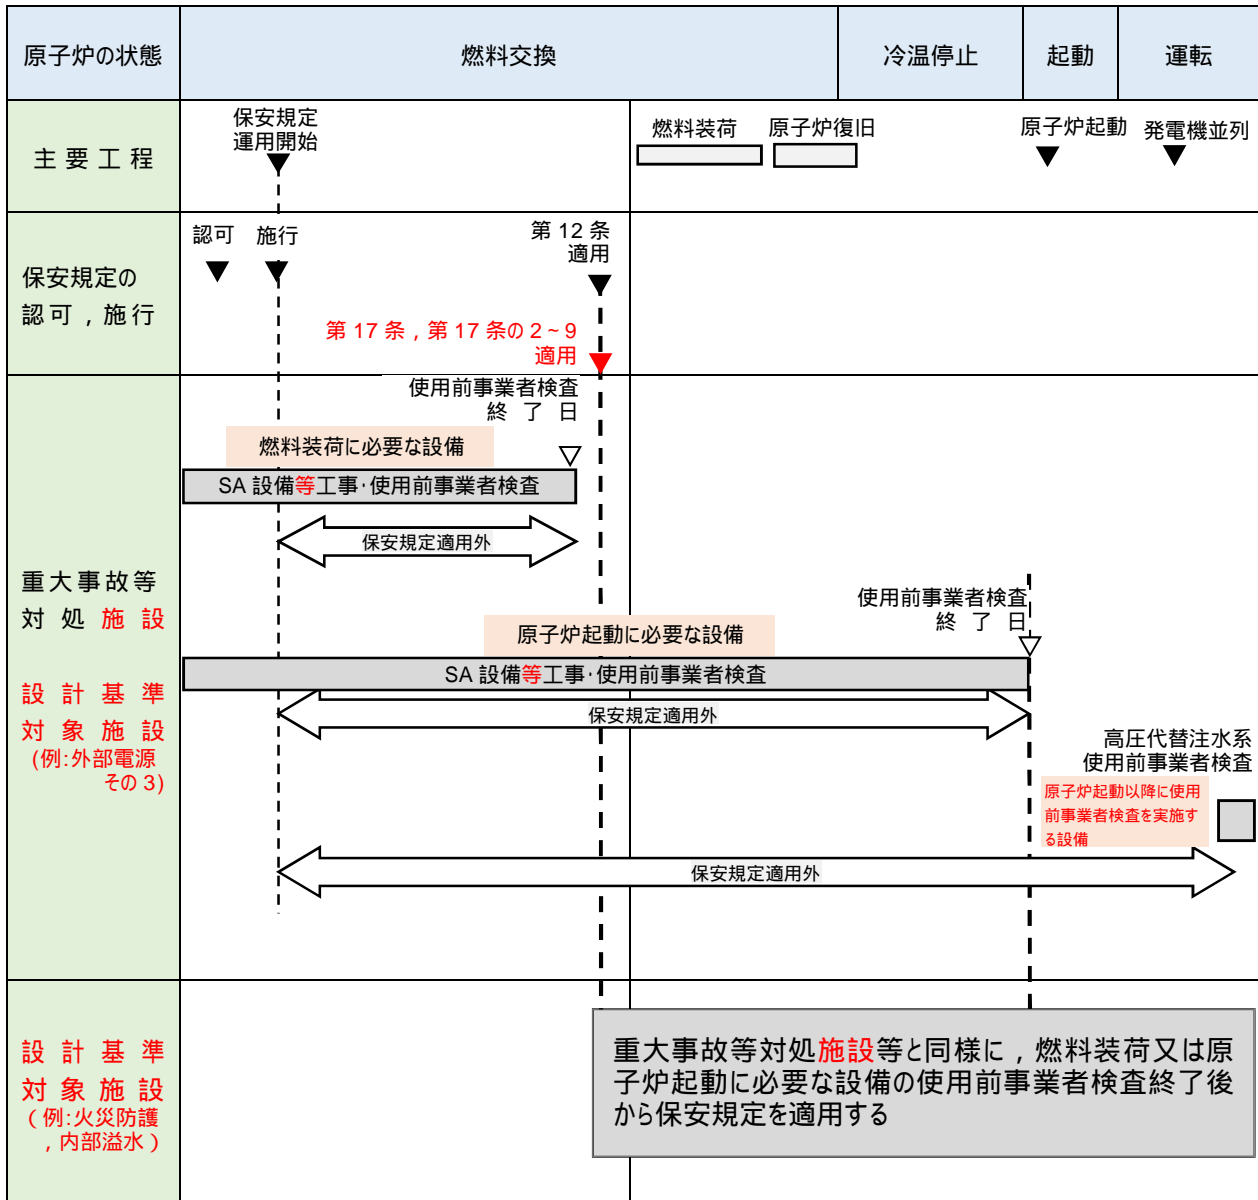 原子炉の状態
燃料交換
冷温停止
起動
運転
主要工程
保安規定
運用開始
燃料装荷
原子炉復旧
原子炉起動
発電機並列
保安規定の
認可，施行
認可
施行
第 12 条
適用
第 17 条，第 17 条の 2～9
適用
重大事故等
対処施設
設計基準
対象施設
(例:外部電源
その 3)
使用前事業者検査
終了日
燃料装荷に必要な設備
SA 設備等工事･使用前事業者検査
保安規定適用外
使用前事業者検査
終了日
原子炉起動に必要な設備
SA 設備等工事･使用前事業者検査
保安規定適用外
高圧代替注水系
使用前事業者検査
原子炉起動以降に使用
前事業者検査を実施す
る設備
保安規定適用外
設計基準
対象施設
(例:火災防護
，内部溢水)
重大事故等対処施設等と同様に，燃料装荷又は原
子炉起動に必要な設備の使用前事業者検査終了後
から保安規定を適用する